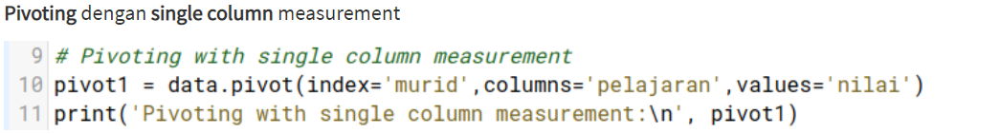 Pivoting dengan single column measurement
9 # Pivoting with single column measurement
10 pivot1 = data.pivot(index='murid',columns='pelajaran',values='nilai')
11 print('Pivoting with single column measurement:\n', pivot1)